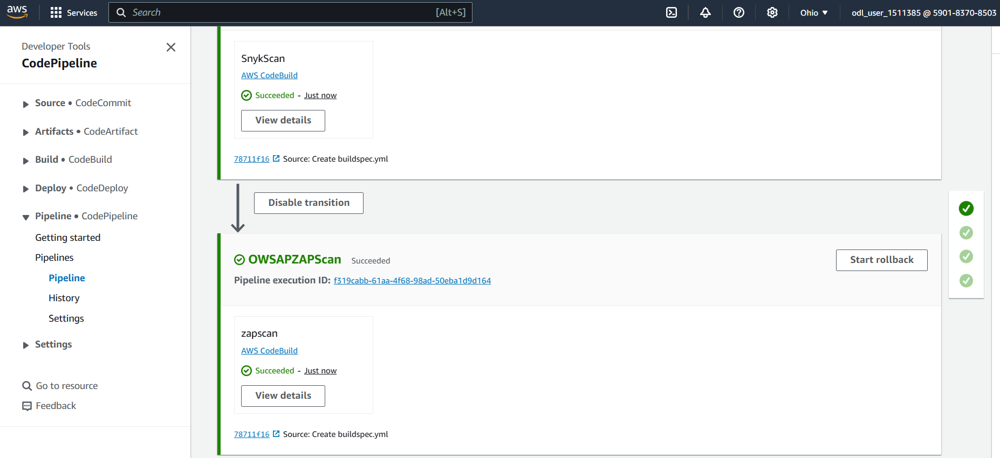 aws
Services
Search
[Alt+S]
Ohio
odl_user_1511385 @ 5901-8370-8503
Developer Tools
CodePipeline
Source • CodeCommit
Artifacts • CodeArtifact
Build • CodeBuild
Deploy • CodeDeploy
Pipeline • CodePipeline
Getting started
Pipelines
Pipeline
History
Settings
Settings
Go to resource
Feedback
SnykScan
AWS CodeBuild
Succeeded - Just now
View details
78711f16 Source: Create buildspec.yml
Disable transition
OWSAPZAPScan Succeeded
Start rollback
Pipeline execution ID: f319cabb-61aa-4f68-98ad-50eba1d9d164
zapscan
AWS CodeBuild
Succeeded - Just now
View details
78711f16 Source: Create buildspec.yml